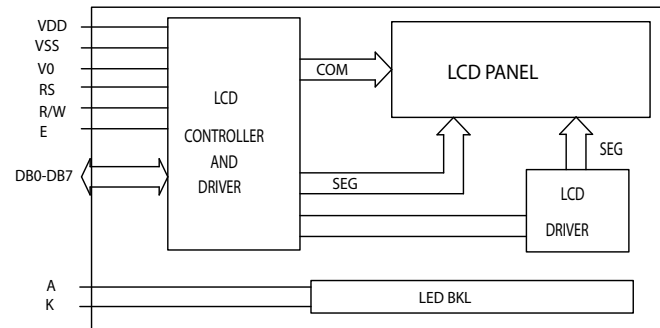 VDD
VSS
V0
RS
R/W
E
DB0-DB7
A
K
LCD
CONTROLLER
AND
DRIVER
COM
SEG
LCD PANEL
SEG
LCD
DRIVER
LED BKL